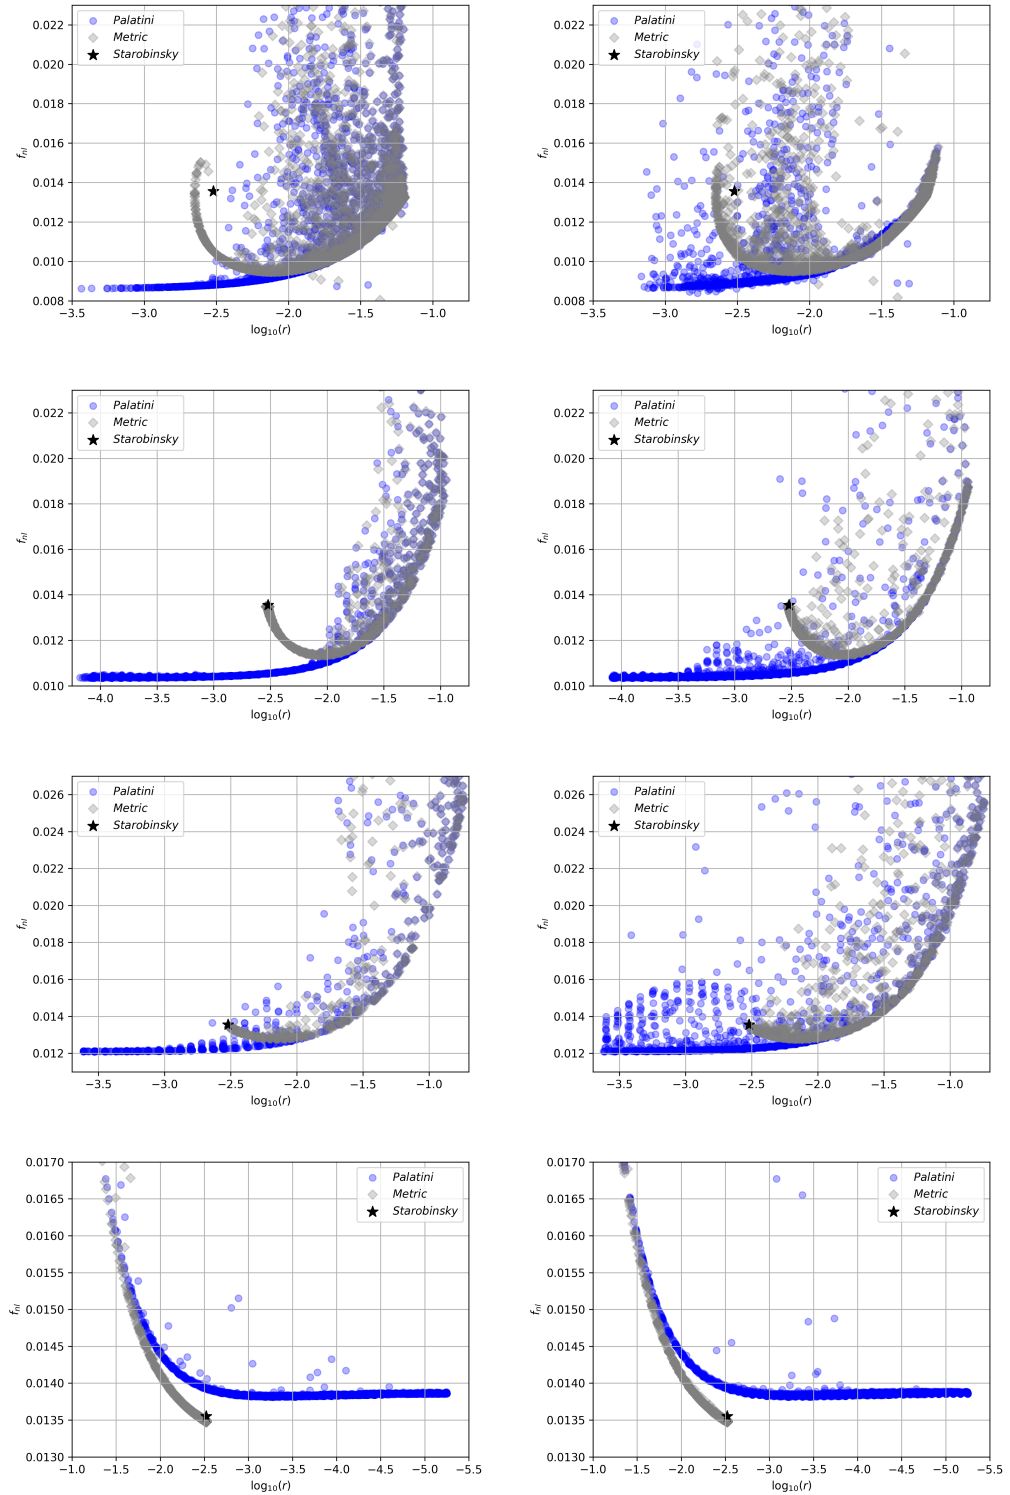 0.022
0.020
0.018
0.016
0.014
0.012
0.010
0.008
f_nl
−3.5 −3.0 −2.5 −2.0 −1.5 −1.0
log₁₀(r)
Palatini
Metric
Starobinsky
0.022
0.020
0.018
0.016
0.014
0.012
0.010
0.008
f_nl
−3.5 −3.0 −2.5 −2.0 −1.5 −1.0
log₁₀(r)
Palatini
Metric
Starobinsky
0.022
0.020
0.018
0.016
0.014
0.012
0.010
f_nl
−4.0 −3.5 −3.0 −2.5 −2.0 −1.5 −1.0
log₁₀(r)
Palatini
Metric
Starobinsky
0.022
0.020
0.018
0.016
0.014
0.012
0.010
f_nl
−4.0 −3.5 −3.0 −2.5 −2.0 −1.5 −1.0
log₁₀(r)
Palatini
Metric
Starobinsky
0.026
0.024
0.022
0.020
0.018
0.016
0.014
0.012
f_nl
−3.5 −3.0 −2.5 −2.0 −1.5 −1.0
log₁₀(r)
Palatini
Metric
Starobinsky
0.026
0.024
0.022
0.020
0.018
0.016
0.014
0.012
f_nl
−3.5 −3.0 −2.5 −2.0 −1.5 −1.0
log₁₀(r)
Palatini
Metric
Starobinsky
0.0170
0.0165
0.0160
0.0155
0.0150
0.0145
0.0140
0.0135
0.0130
f_nl
−1.0 −1.5 −2.0 −2.5 −3.0 −3.5 −4.0 −4.5 −5.0 −5.5
log₁₀(r)
Palatini
Metric
Starobinsky
0.0170
0.0165
0.0160
0.0155
0.0150
0.0145
0.0140
0.0135
0.0130
f_nl
−1.0 −1.5 −2.0 −2.5 −3.0 −3.5 −4.0 −4.5 −5.0 −5.5
log₁₀(r)
Palatini
Metric
Starobinsky